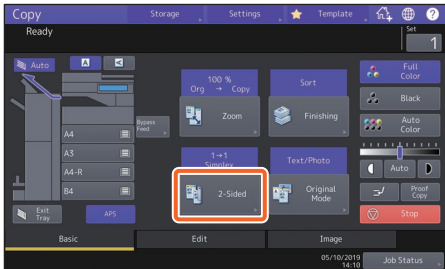 Copy
Storage
Settings
Template
?
Ready
Set
1
Auto
A
A
100 %
Org → Copy
Sort
Full
Color
Black
Bypass
Feed
Zoom
Finishing
Auto
Color
A4
A3
A4-R
B4
1→1
Simplex
Text/Photo
Auto
2-Sided
Original
Mode
Proof
Copy
Exit
Tray
APS
Stop
Basic
Edit
Image
05/10/2019
14:10
Job Status